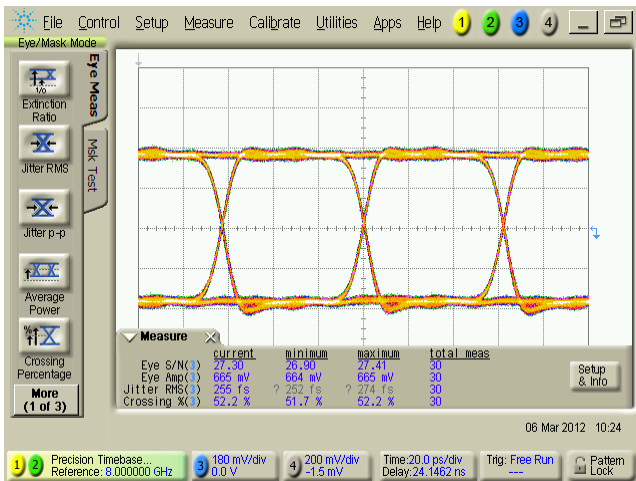 File Control Setup Measure Calibrate Utilities Apps Help 1 2 3 4
Eye/Mask Mode
Eye Meas
Msk Test
1/0
Extinction
Ratio
Jitter RMS
Jitter p-p
Average
Power
%
Crossing
Percentage
More
(1 of 3)
Measure
current minimum maximum total meas
Eye S/N(3) 27.30 26.90 27.41 30
Eye Amp(3) 665 mV 664 mV 665 mV 30
Jitter RMS(3) 255 fs ? 252 fs ? 274 fs 30
Crossing %(3) 52.2 % 51.7 % 52.2 % 30
Setup
& Info
06 Mar 2012 10:24
1 2 Precision Timebase...
Reference: 8.000000 GHz
3 180 mV/div
0.0 V
4 200 mV/div
-1.5 mV
Time:20.0 ps/div
Delay:24.1462 ns
Trig: Free Run
---
Pattern
Lock